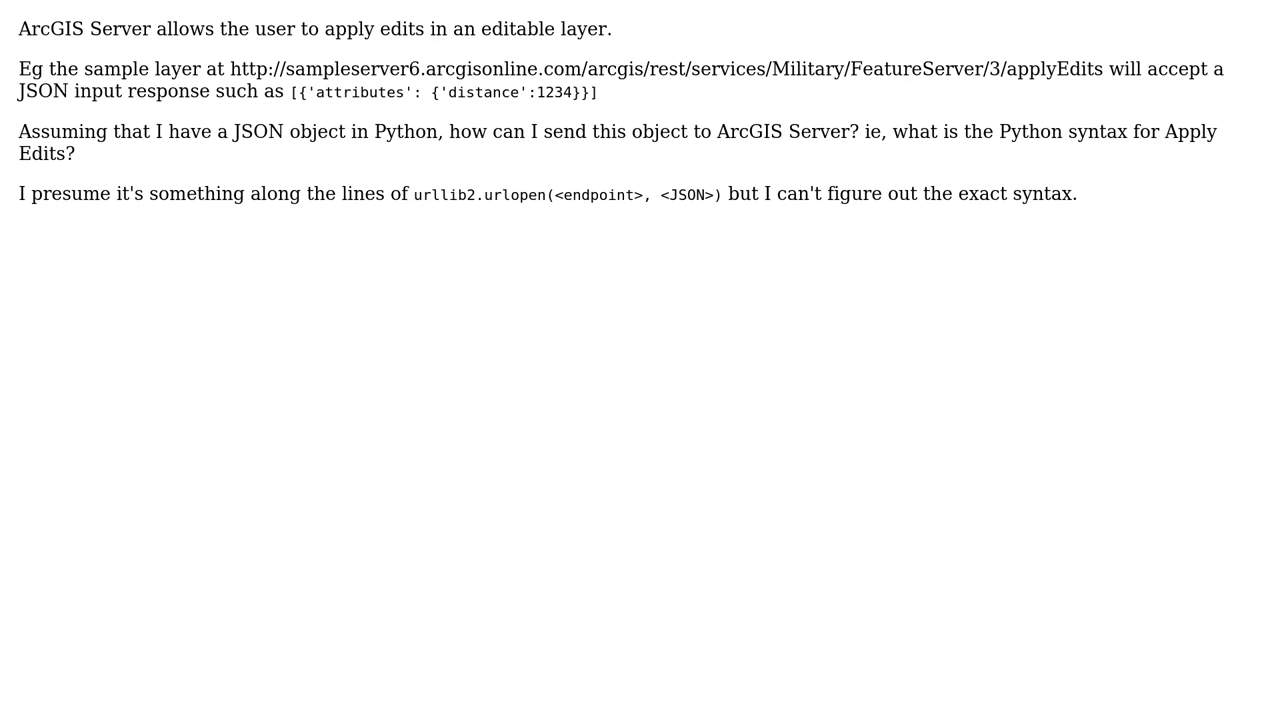 ArcGIS Server allows the user to apply edits in an editable layer.
Eg the sample layer at http://sampleserver6.arcgisonline.com/arcgis/rest/services/Military/FeatureServer/3/applyEdits will accept a
JSON input response such as [{'attributes': {'distance':1234}}]
Assuming that I have a JSON object in Python, how can I send this object to ArcGIS Server? ie, what is the Python syntax for Apply
Edits?
I presume it's something along the lines of urllib2.urlopen(<endpoint>, <JSON>) but I can't figure out the exact syntax.